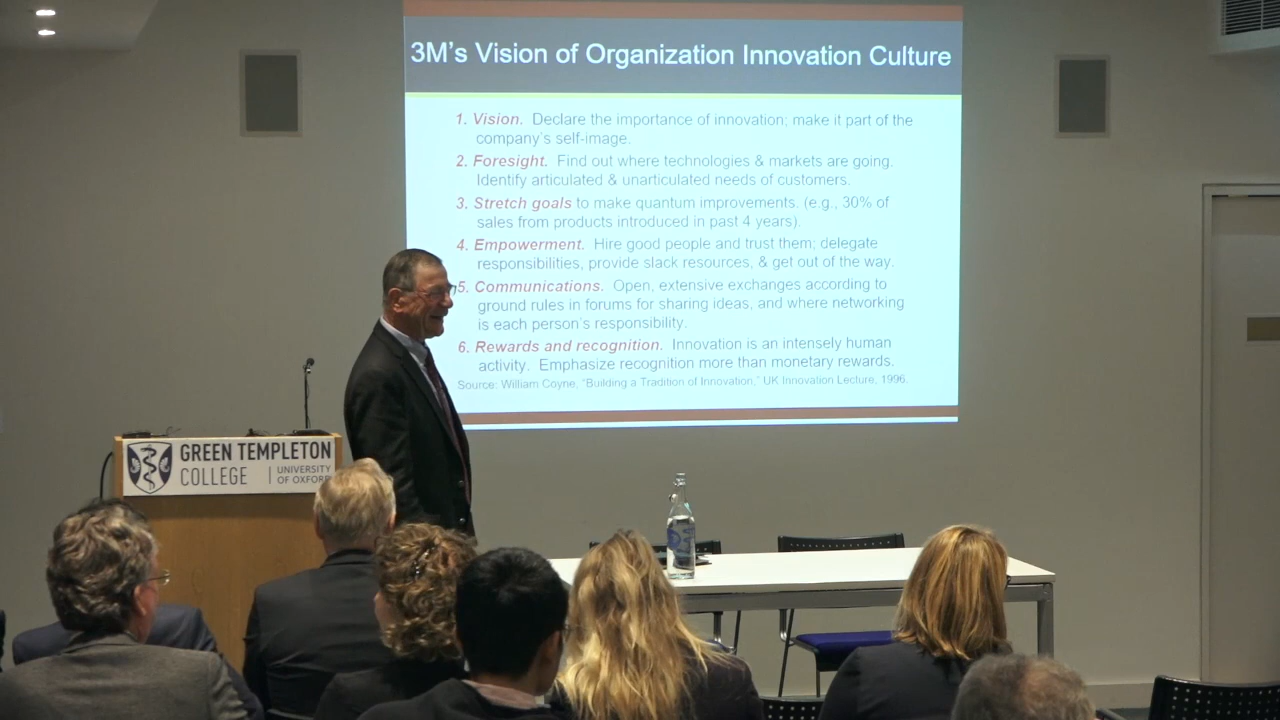 3M's Vision of Organization Innovation Culture
1. Vision. Declare the importance of innovation; make it part of the
company's self-image.
2. Foresight. Find out where technologies & markets are going.
Identify articulated & unarticulated needs of customers.
3. Stretch goals to make quantum improvements. (e.g., 30% of
sales from products introduced in past 4 years).
4. Empowerment. Hire good people and trust them; delegate
responsibilities, provide slack resources, & get out of the way.
5. Communications. Open, extensive exchanges according to
ground rules in forums for sharing ideas, and where networking
is each person's responsibility.
6. Rewards and recognition. Innovation is an intensely human
activity. Emphasize recognition more than monetary rewards.
Source: William Coyne, "Building a Tradition of Innovation," UK Innovation Lecture, 1996.
GREEN TEMPLETON
COLLEGE
UNIVERSITY
OF OXFORD